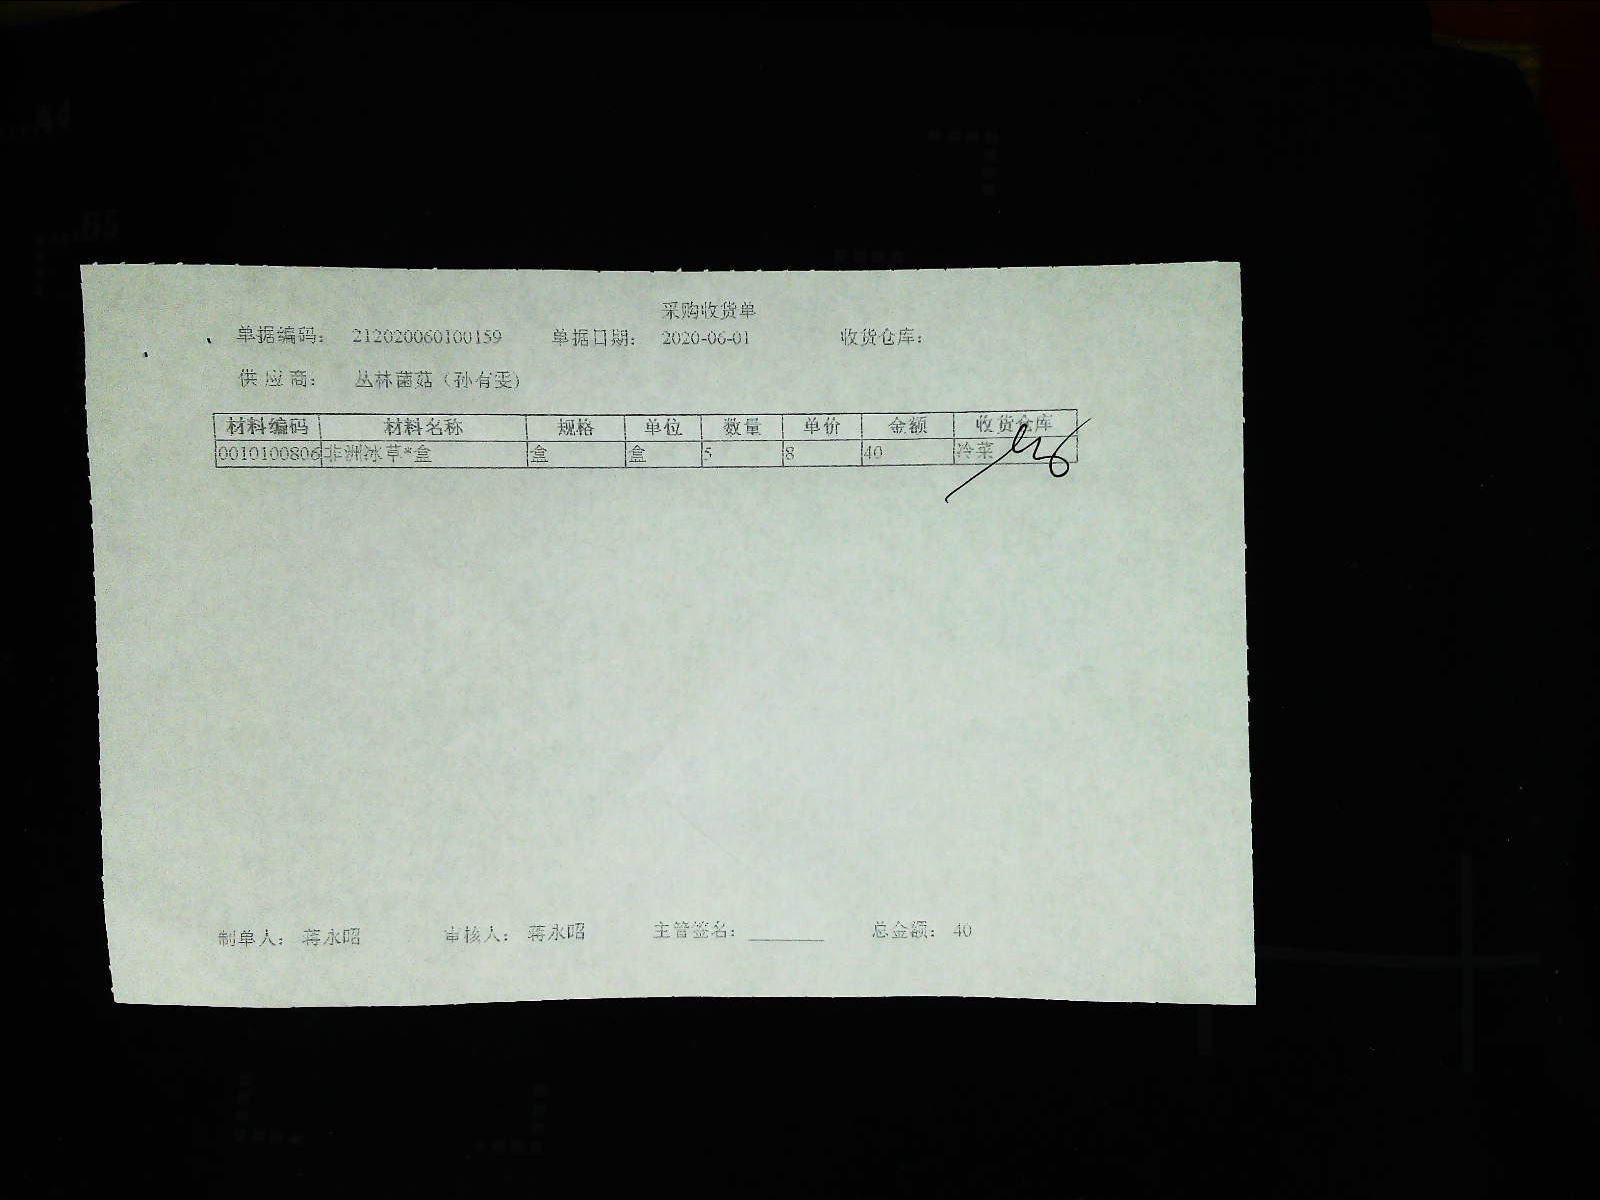 采购收货单
单据编码： 212020060100159 单据日期： 2020-06-01 收货仓库：
供 应 商： 丛林菌菇（孙有雯）
材料编码 材料名称 规格 单位 数量 单价 金额 收货仓库
0010100806 非洲冰草*盒 盒 盒 5 8 40 冷菜
制单人： 蒋永昭 审核人： 蒋永昭 主管签名：_______ 总金额： 40
A4
B5